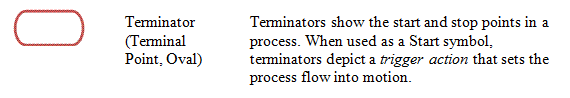 Terminator
(Terminal
Point, Oval)
Terminators show the start and stop points in a
process. When used as a Start symbol,
terminators depict a trigger action that sets the
process flow into motion.